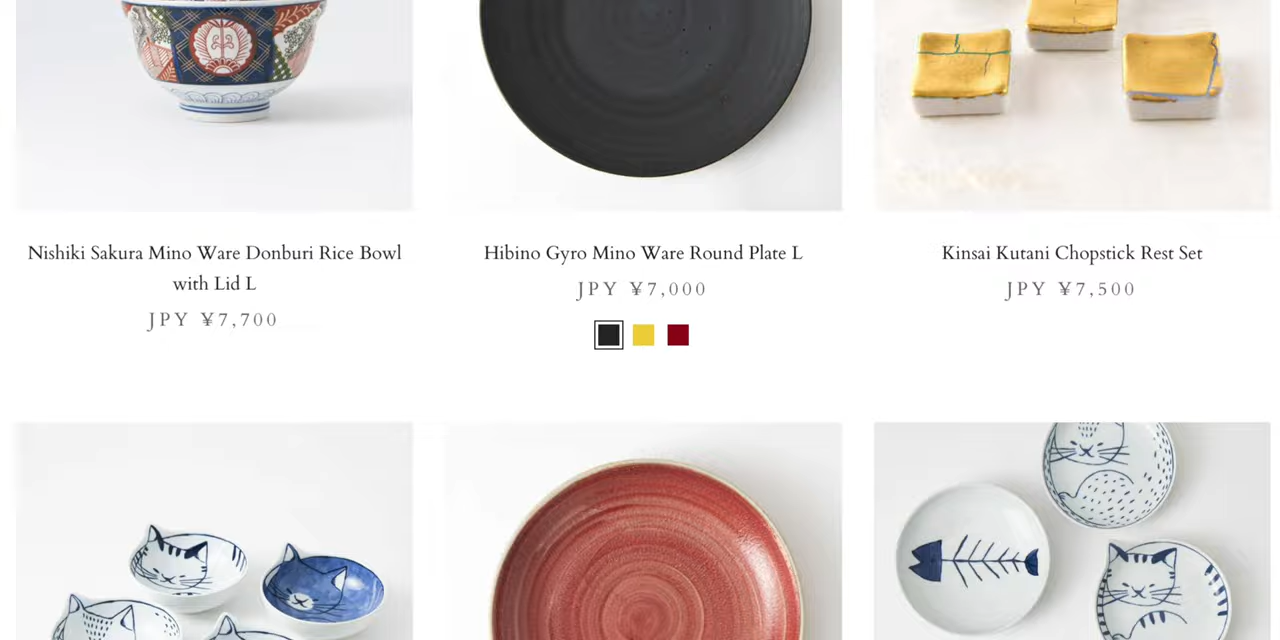 Nishiki Sakura Mino Ware Donburi Rice Bowl
with Lid L
JPY ¥7,700
Hibino Gyro Mino Ware Round Plate L
JPY ¥7,000
Kinsai Kutani Chopstick Rest Set
JPY ¥7,500